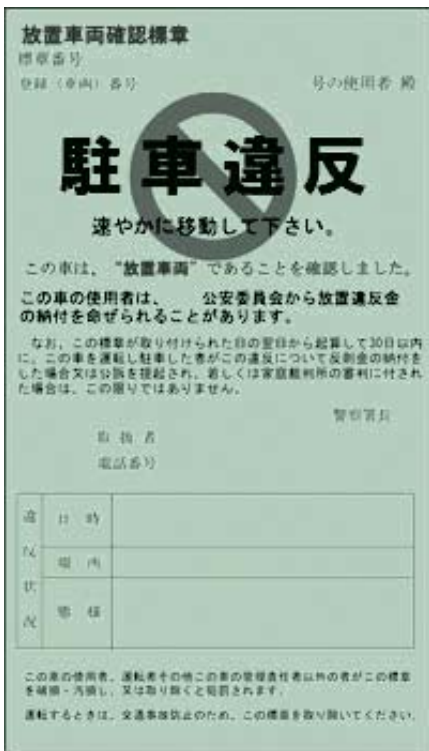 放置車両確認標章
標章番号
登録（車両）番号 号の使用者 殿
駐車違反
速やかに移動して下さい。
この車は、“放置車両”であることを確認しました。
この車の使用者は、 公安委員会から放置違反金
の納付を命ぜられることがあります。
なお、この標章が取り付けられた日の翌日から起算して30日以内
に、この車を運転し駐車した者がこの違反について反則金の納付を
した場合又は公訴を提起され、若しくは家庭裁判所の審判に付され
た場合は、この限りではありません。
警察署長
取扱者
電話番号
違反状況
日時
場所
態様
この車の使用者、運転者その他この車の管理責任者以外の者がこの標章
を破損・汚損し、又は取り除くと処罰されます。
運転するときは、交通事故防止のため、この標章を取り除いてください。